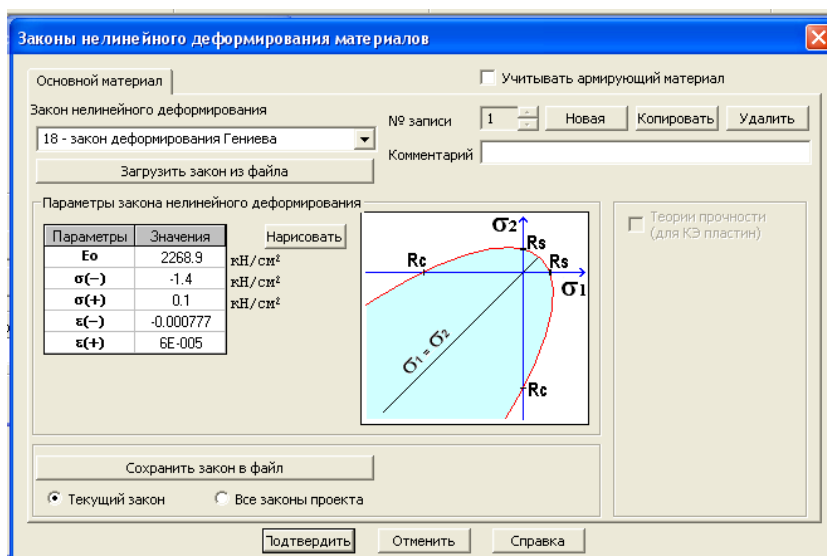 Законы нелинейного деформирования материалов
Основной материал
Учитывать армирующий материал
Закон нелинейного деформирования
18 - закон деформирования Гениева
Загрузить закон из файла
№ записи 1 Новая Копировать Удалить
Комментарий
Параметры закона нелинейного деформирования
Параметры Значения Нарисовать
Eo 2268.9 кН/см²
σ(−) -1.4 кН/см²
σ(+) 0.1 кН/см²
ε(−) -0.000777
ε(+) 6E-005
σ2
Rs
Rc Rs
σ1
σ1 = σ2
Rc
Теории прочности
(для КЭ пластин)
Сохранить закон в файл
Текущий закон Все законы проекта
Подтвердить Отменить Справка